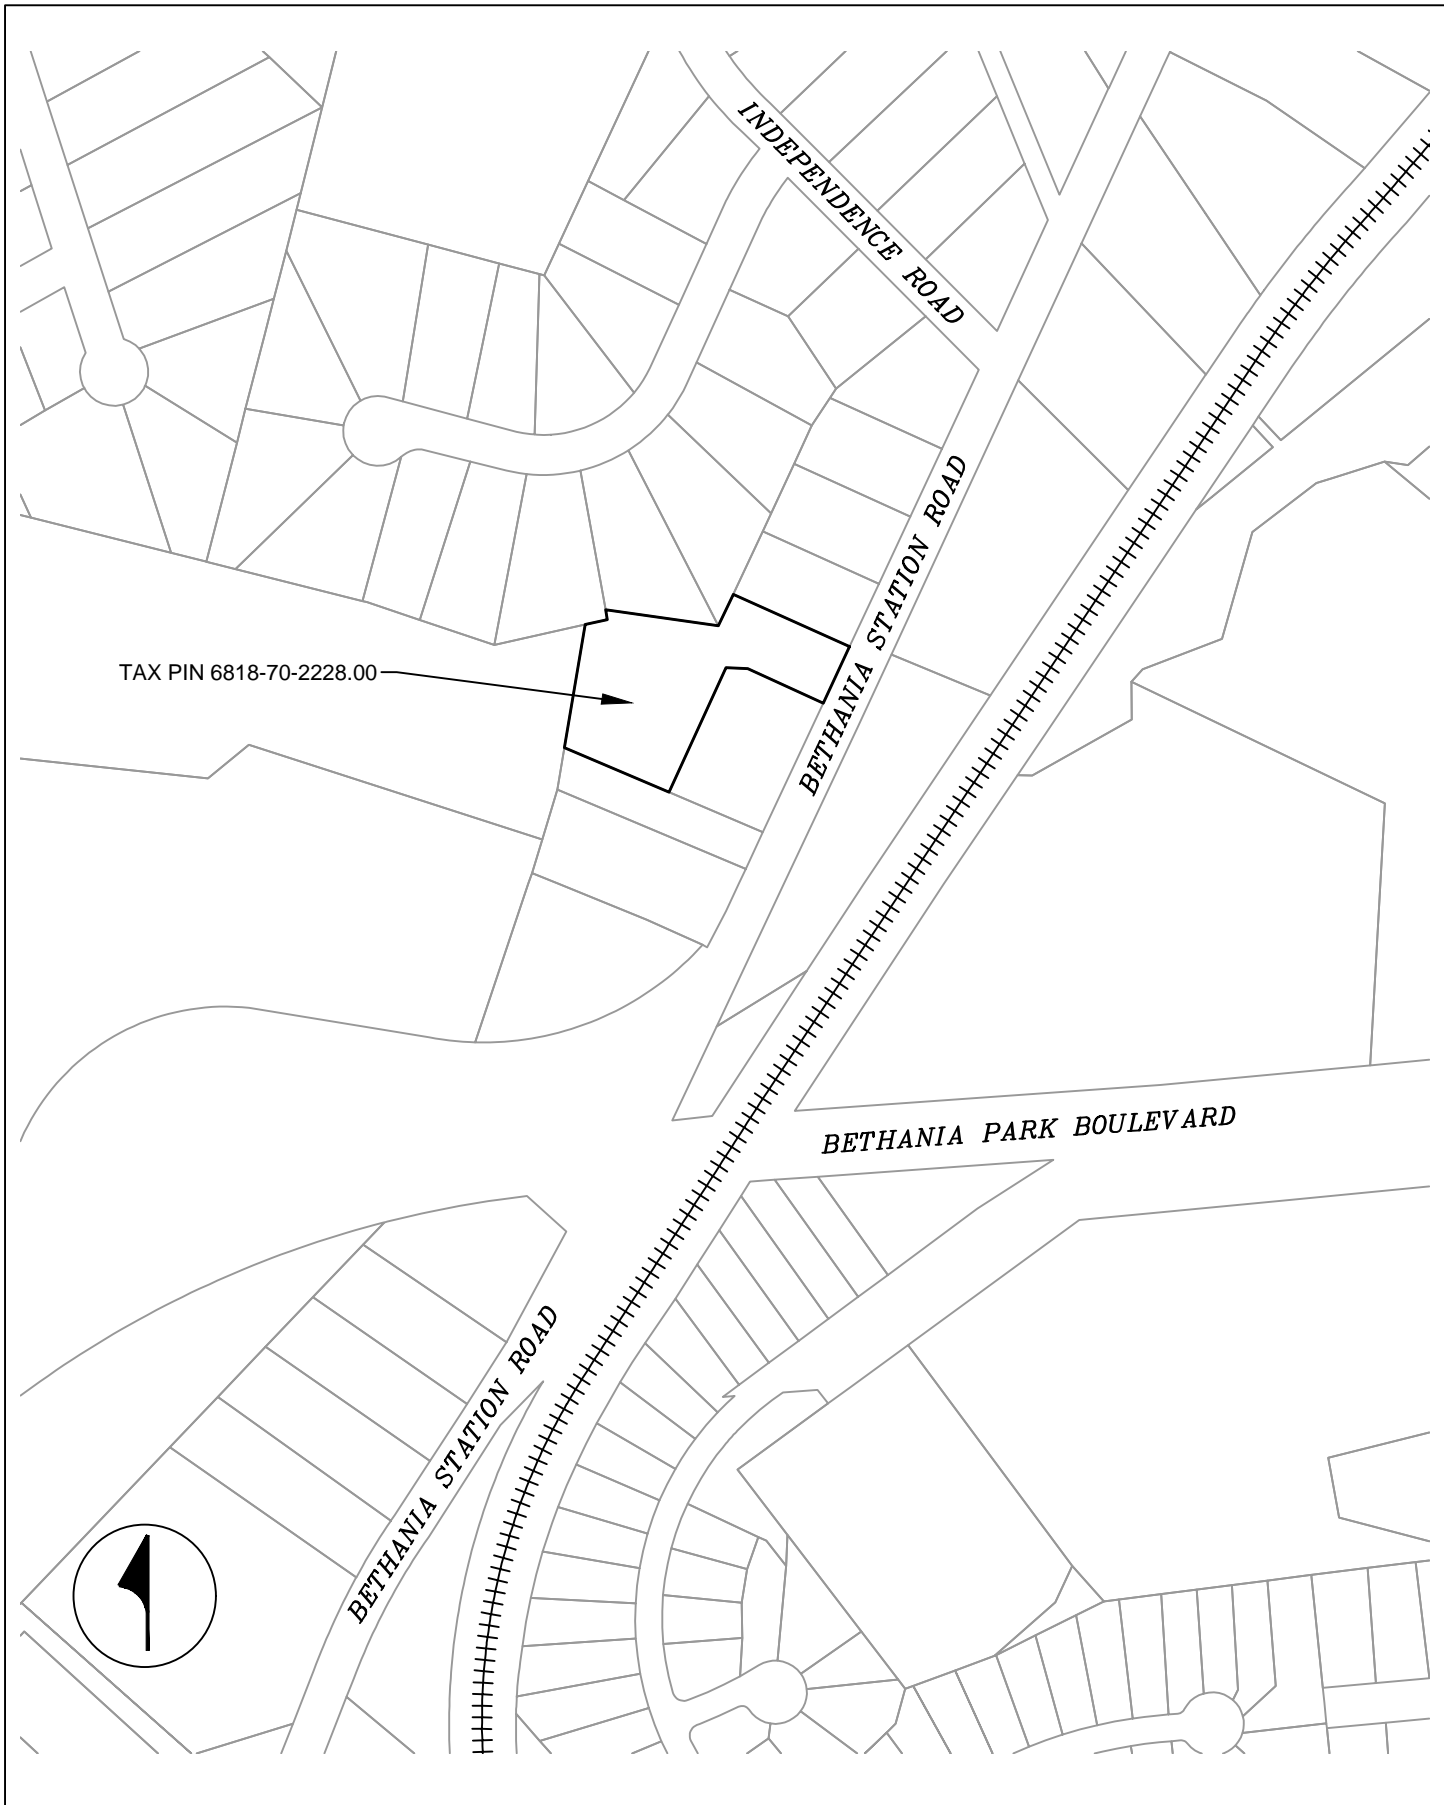 INDEPENDENCE ROAD
BETHANIA STATION ROAD
TAX PIN 6818-70-2228.00
BETHANIA PARK BOULEVARD
BETHANIA STATION ROAD